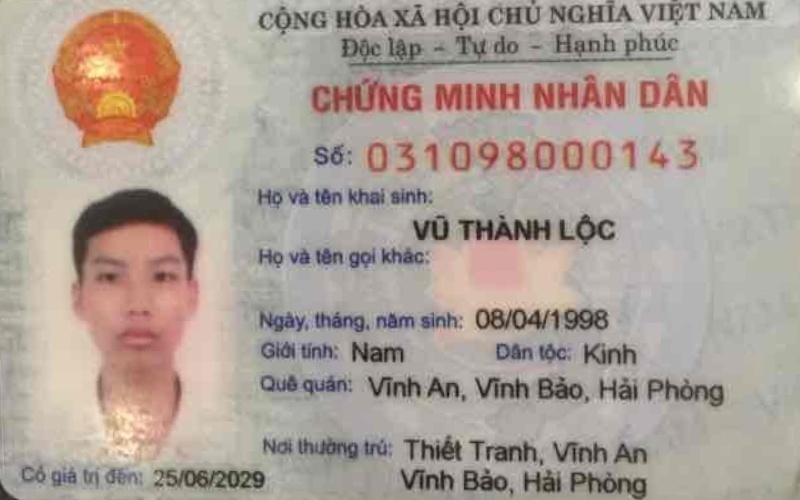 CỘNG HÒA XÃ HỘI CHỦ NGHĨA VIỆT NAM
Độc lập - Tự do - Hạnh phúc
CHỨNG MINH NHÂN DÂN
Số: 031098000143
Họ và tên khai sinh:
VŨ THÀNH LỘC
Họ và tên gọi khác:
Ngày, tháng, năm sinh: 08/04/1998
Giới tính: Nam Dân tộc: Kinh
Quê quán: Vĩnh An, Vĩnh Bảo, Hải Phòng
Nơi thường trú: Thiết Tranh, Vĩnh An
Vĩnh Bảo, Hải Phòng
Có giá trị đến: 25/06/2029